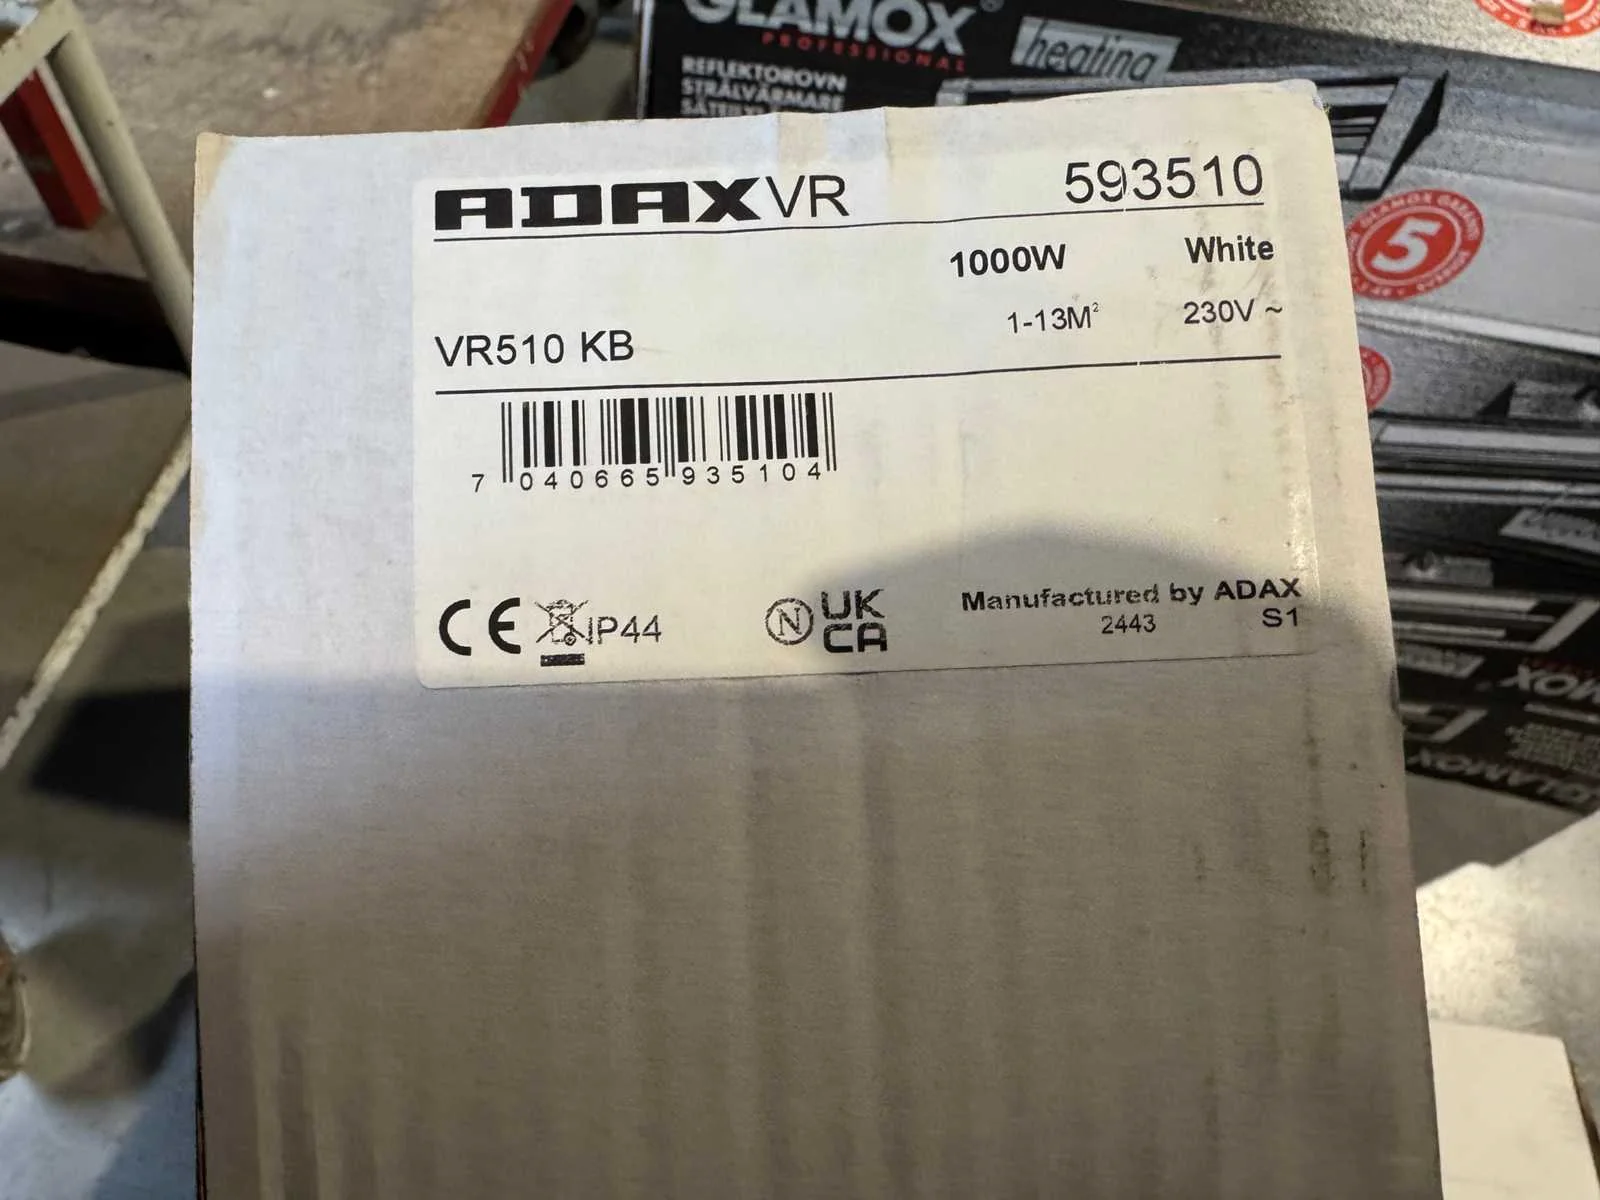 GLAMOX
PROFESSIONAL
heating
REFLEKTOROVN
STRÅLVÄRMARE
ADAX VR
593510
1000W
White
1-13M²
230V ~
VR510 KB
7 040665 935104
CE
IP44
N
UK
CA
Manufactured by ADAX
2443
S1
5
GLAMOX